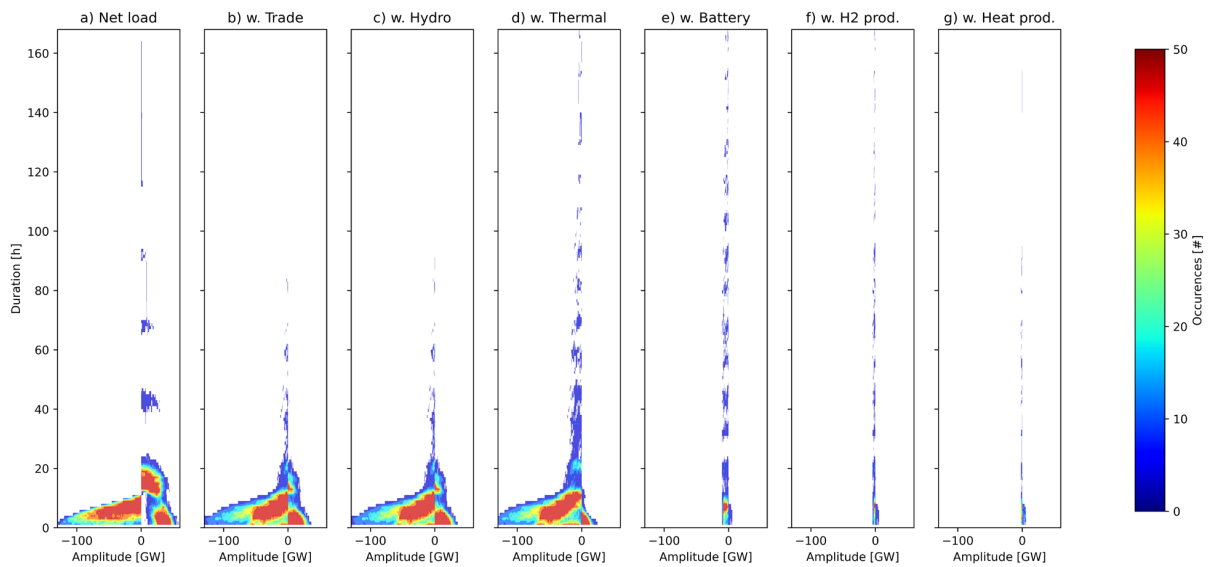 a) Net load
b) w. Trade
c) w. Hydro
d) w. Thermal
e) w. Battery
f) w. H2 prod.
g) w. Heat prod.
160
140
120
100
80
60
40
20
0
Duration [h]
−100 0
−100 0
−100 0
−100 0
−100 0
−100 0
−100 0
Amplitude [GW]
Amplitude [GW]
Amplitude [GW]
Amplitude [GW]
Amplitude [GW]
Amplitude [GW]
Amplitude [GW]
50
40
30
20
10
0
Occurences [#]